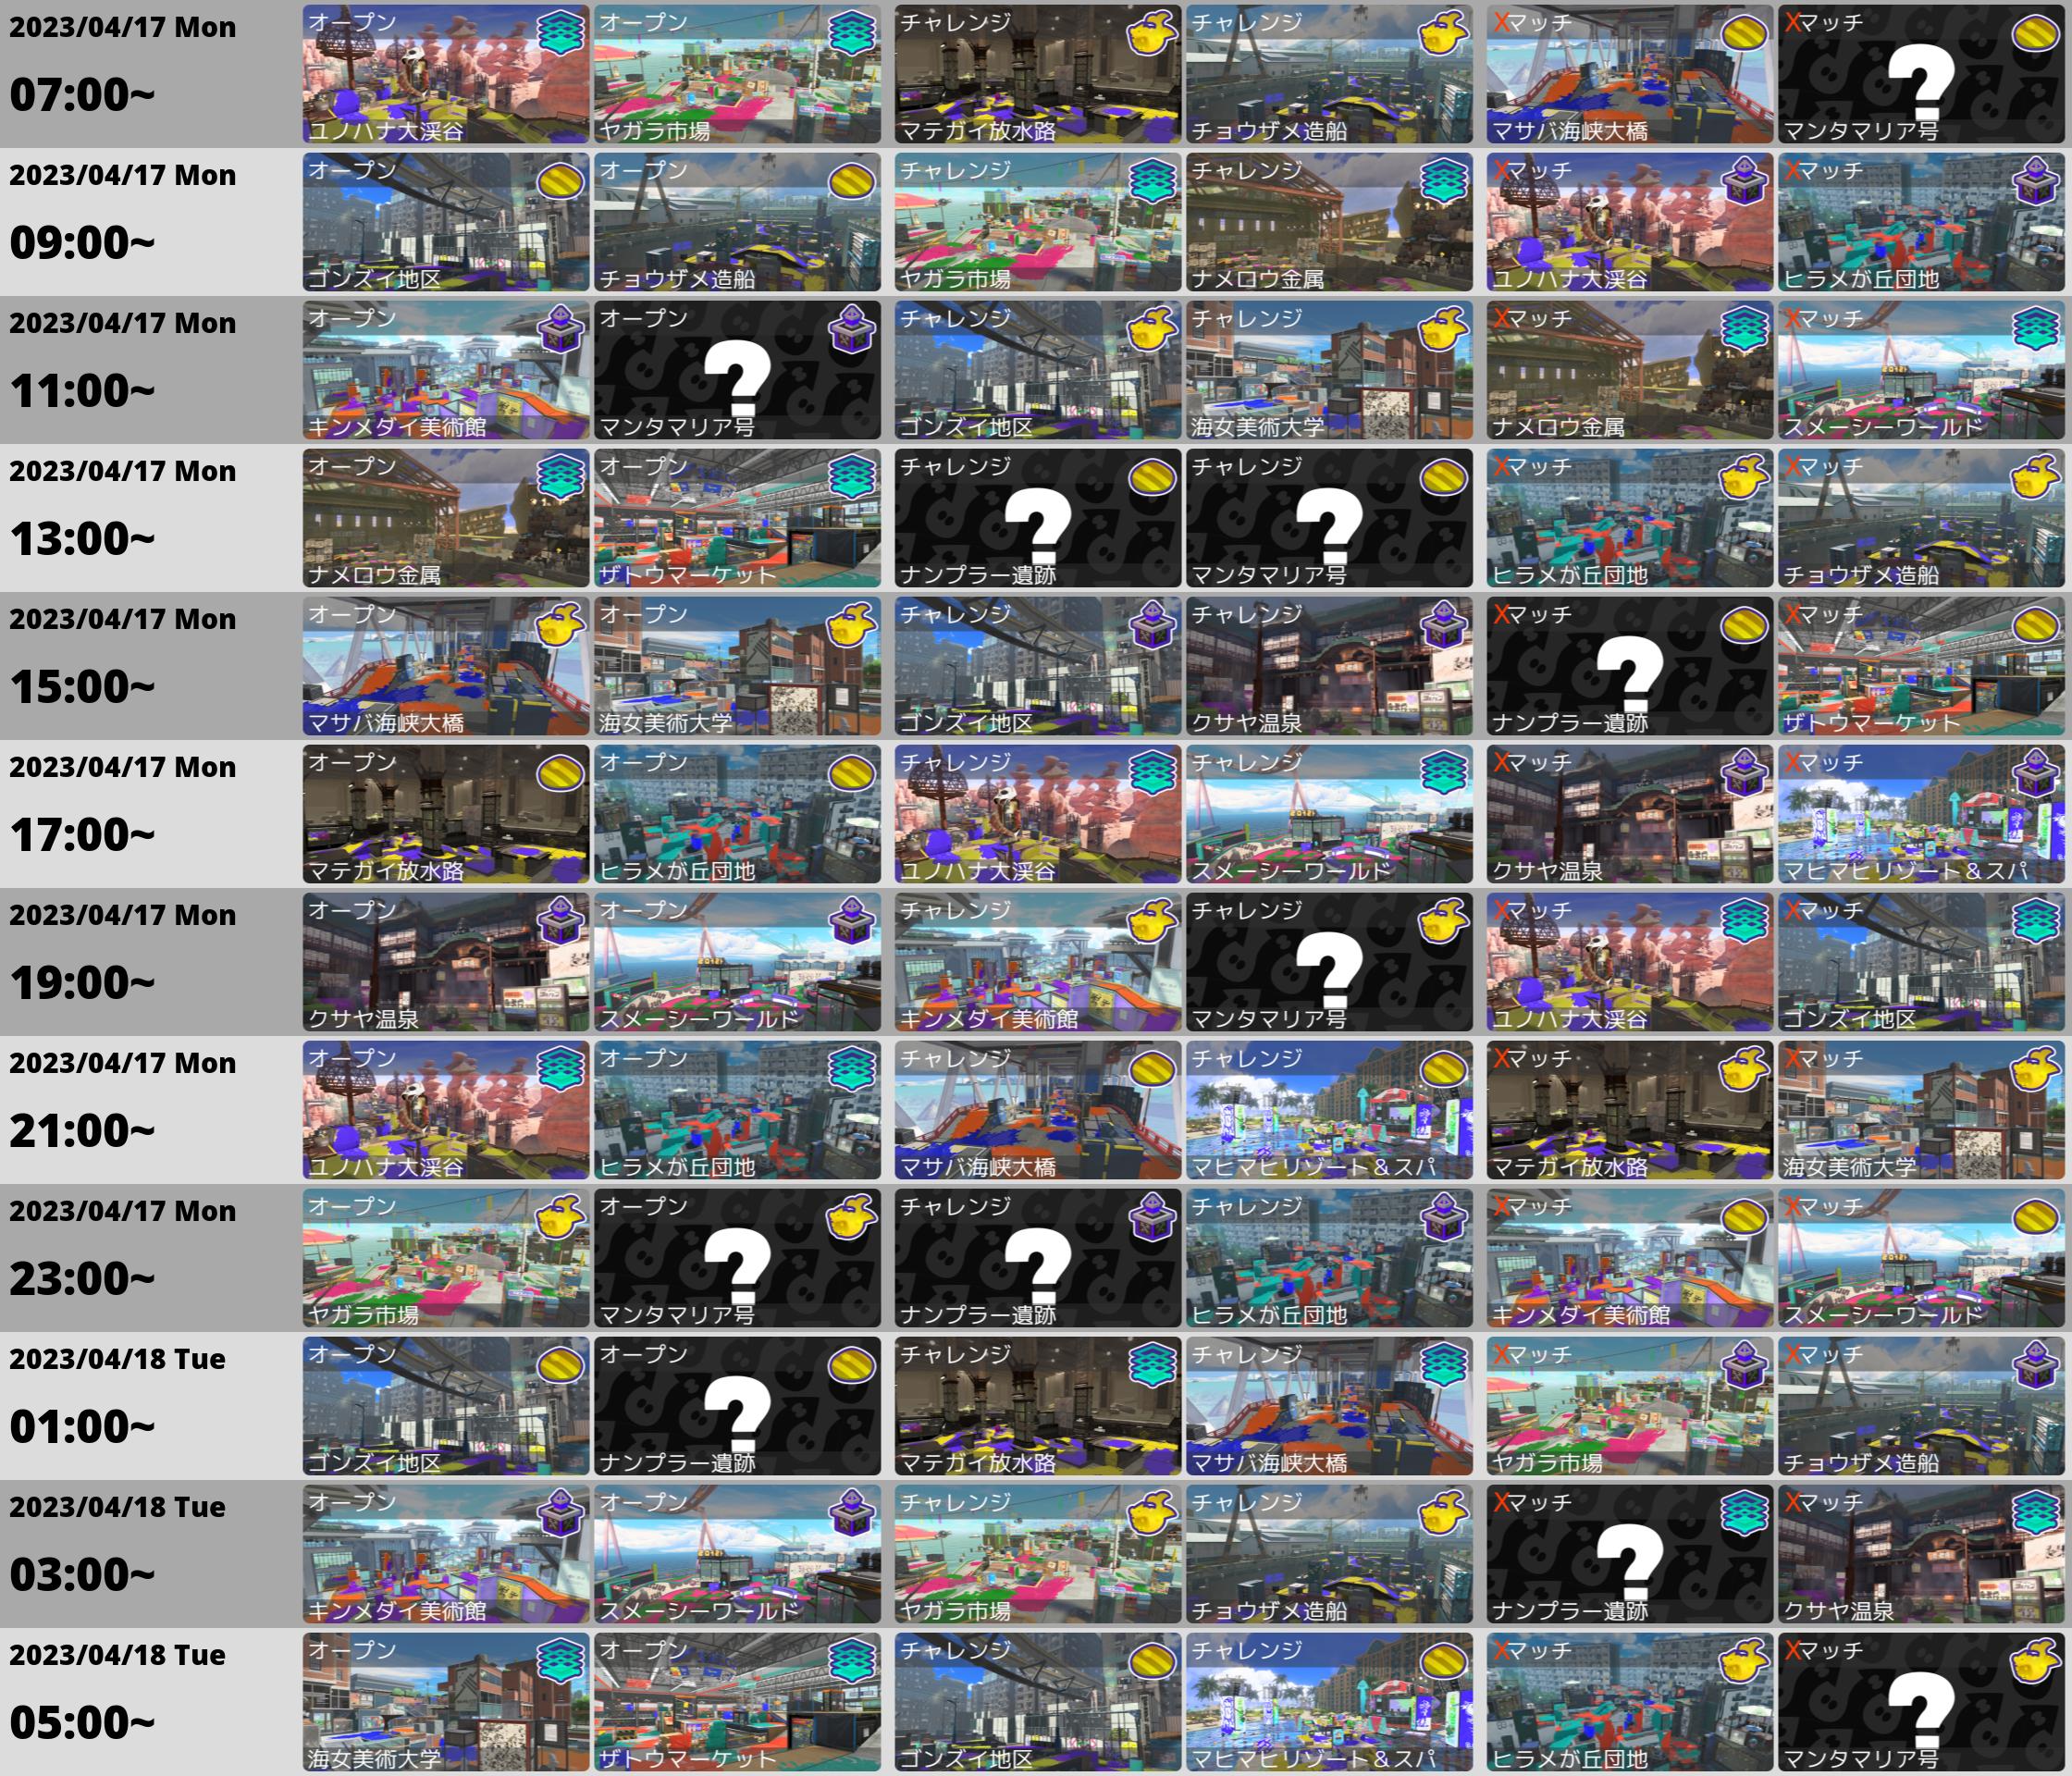 2023/04/17 Mon
07:00~
オープン オープン チャレンジ チャレンジ Xマッチ Xマッチ
ユノハナ大渓谷 ヤガラ市場 マテガイ放水路 チョウザメ造船 マサバ海峡大橋 マンタマリア号
2023/04/17 Mon
09:00~
オープン オープン チャレンジ チャレンジ Xマッチ Xマッチ
ゴンズイ地区 チョウザメ造船 ヤガラ市場 ナメロウ金属 ユノハナ大渓谷 ヒラメが丘団地
2023/04/17 Mon
11:00~
オープン オープン チャレンジ チャレンジ Xマッチ Xマッチ
キンメダイ美術館 マンタマリア号 ゴンズイ地区 海女美術大学 ナメロウ金属 スメーシーワールド
2023/04/17 Mon
13:00~
オープン オープン チャレンジ チャレンジ Xマッチ Xマッチ
ナメロウ金属 ザトウマーケット ナンプラー遺跡 マンタマリア号 ヒラメが丘団地 チョウザメ造船
2023/04/17 Mon
15:00~
オープン オープン チャレンジ チャレンジ Xマッチ Xマッチ
マサバ海峡大橋 海女美術大学 ゴンズイ地区 クサヤ温泉 ナンプラー遺跡 ザトウマーケット
2023/04/17 Mon
17:00~
オープン オープン チャレンジ チャレンジ Xマッチ Xマッチ
マテガイ放水路 ヒラメが丘団地 ユノハナ大渓谷 スメーシーワールド クサヤ温泉 マヒマヒリゾート＆スパ
2023/04/17 Mon
19:00~
オープン オープン チャレンジ チャレンジ Xマッチ Xマッチ
クサヤ温泉 スメーシーワールド キンメダイ美術館 マンタマリア号 ユノハナ大渓谷 ゴンズイ地区
2023/04/17 Mon
21:00~
オープン オープン チャレンジ チャレンジ Xマッチ Xマッチ
ユノハナ大渓谷 ヒラメが丘団地 マサバ海峡大橋 マヒマヒリゾート＆スパ マテガイ放水路 海女美術大学
2023/04/17 Mon
23:00~
オープン オープン チャレンジ チャレンジ Xマッチ Xマッチ
ヤガラ市場 マンタマリア号 ナンプラー遺跡 ヒラメが丘団地 キンメダイ美術館 スメーシーワールド
2023/04/18 Tue
01:00~
オープン オープン チャレンジ チャレンジ Xマッチ Xマッチ
ゴンズイ地区 ナンプラー遺跡 マテガイ放水路 マサバ海峡大橋 ヤガラ市場 チョウザメ造船
2023/04/18 Tue
03:00~
オープン オープン チャレンジ チャレンジ Xマッチ Xマッチ
キンメダイ美術館 スメーシーワールド ヤガラ市場 チョウザメ造船 ナンプラー遺跡 クサヤ温泉
2023/04/18 Tue
05:00~
オープン オープン チャレンジ チャレンジ Xマッチ Xマッチ
海女美術大学 ザトウマーケット ゴンズイ地区 マヒマヒリゾート＆スパ ヒラメが丘団地 マンタマリア号